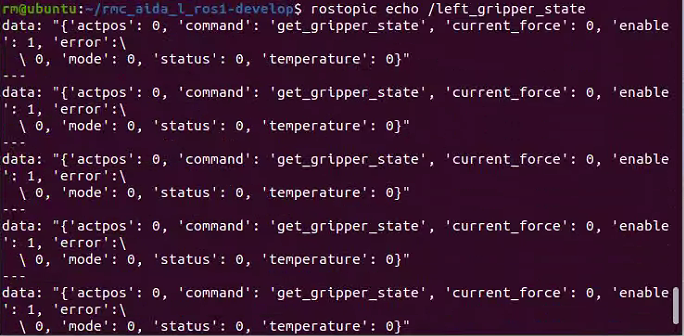 rm@ubuntu:~/rmc_aida_l_ros1-develop$ rostopic echo /left_gripper_state
data: "{'actpos': 0, 'command': 'get_gripper_state', 'current_force': 0, 'enable
': 1, 'error':\
  \ 0, 'mode': 0, 'status': 0, 'temperature': 0}"
---
data: "{'actpos': 0, 'command': 'get_gripper_state', 'current_force': 0, 'enable
': 1, 'error':\
  \ 0, 'mode': 0, 'status': 0, 'temperature': 0}"
---
data: "{'actpos': 0, 'command': 'get_gripper_state', 'current_force': 0, 'enable
': 1, 'error':\
  \ 0, 'mode': 0, 'status': 0, 'temperature': 0}"
---
data: "{'actpos': 0, 'command': 'get_gripper_state', 'current_force': 0, 'enable
': 1, 'error':\
  \ 0, 'mode': 0, 'status': 0, 'temperature': 0}"
---
data: "{'actpos': 0, 'command': 'get_gripper_state', 'current_force': 0, 'enable
': 1, 'error':\
  \ 0, 'mode': 0, 'status': 0, 'temperature': 0}"